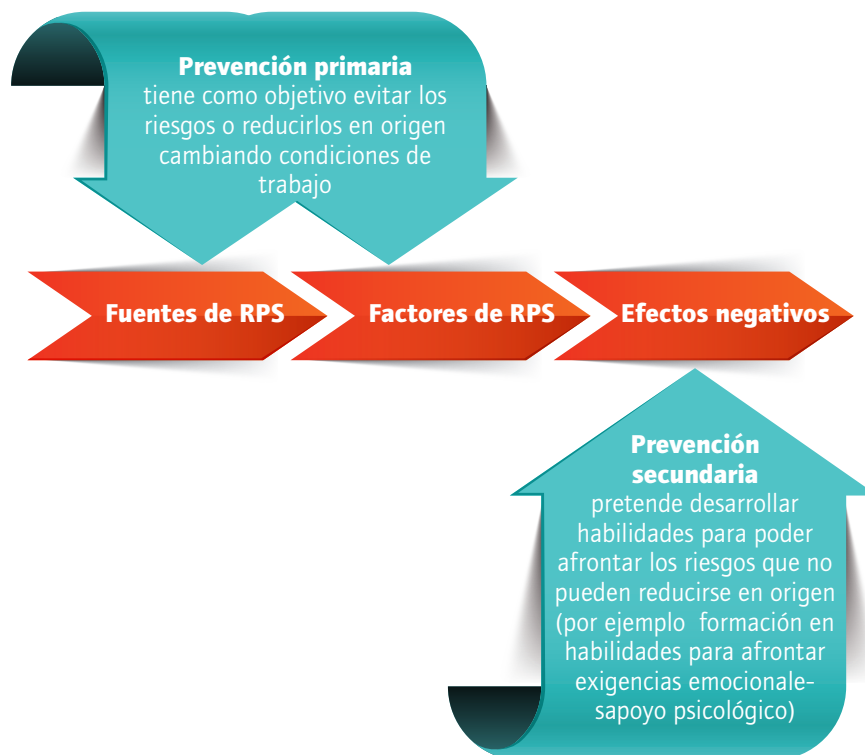 Prevención primaria
tiene como objetivo evitar los
riesgos o reducirlos en origen
cambiando condiciones de
trabajo
Fuentes de RPS
Factores de RPS
Efectos negativos
Prevención
secundaria
pretende desarrollar
habilidades para poder
afrontar los riesgos que no
pueden reducirse en origen
(por ejemplo  formación en
habilidades para afrontar
exigencias emocionale-
sapoyo psicológico)